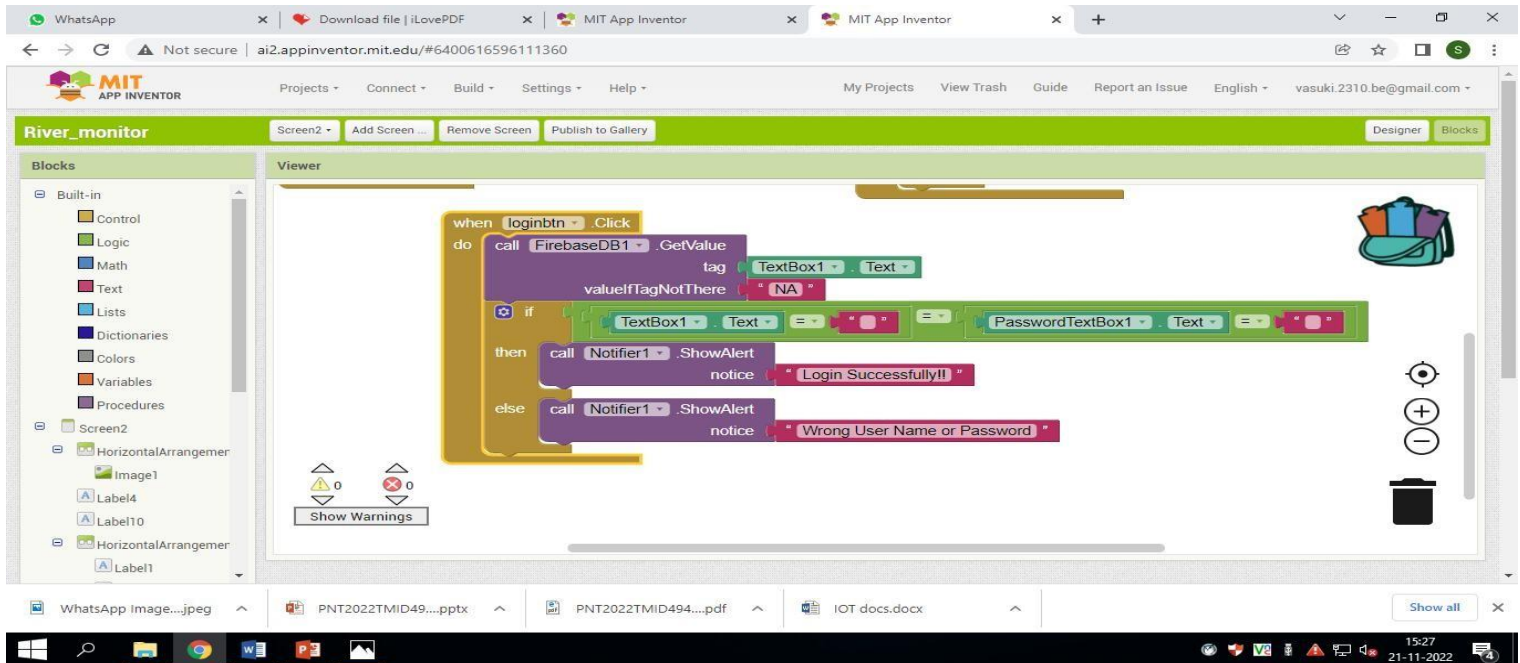 WhatsApp
Download file | iLovePDF
MIT App Inventor
MIT App Inventor
Not secure | ai2.appinventor.mit.edu/#6400616596111360
S
MIT
APP INVENTOR
Projects Connect Build Settings Help My Projects View Trash Guide Report an Issue English vasuki.2310.be@gmail.com
River_monitor Screen2 Add Screen ... Remove Screen Publish to Gallery Designer Blocks
Blocks
Viewer
Built-in
Control
Logic
Math
Text
Lists
Dictionaries
Colors
Variables
Procedures
Screen2
HorizontalArrangemer
Image1
Label4
Label10
HorizontalArrangemer
Label1
when loginbtn .Click
do call FirebaseDB1 .GetValue
tag TextBox1 . Text
valueIfTagNotThere " NA "
if TextBox1 . Text = " " = PasswordTextBox1 . Text = " "
then call Notifier1 .ShowAlert
notice " Login Successfully!! "
else call Notifier1 .ShowAlert
notice " Wrong User Name or Password "
0 0
Show Warnings
WhatsApp Image....jpeg PNT2022TMID49....pptx PNT2022TMID494....pdf IOT docs.docx Show all
15:27
21-11-2022
4